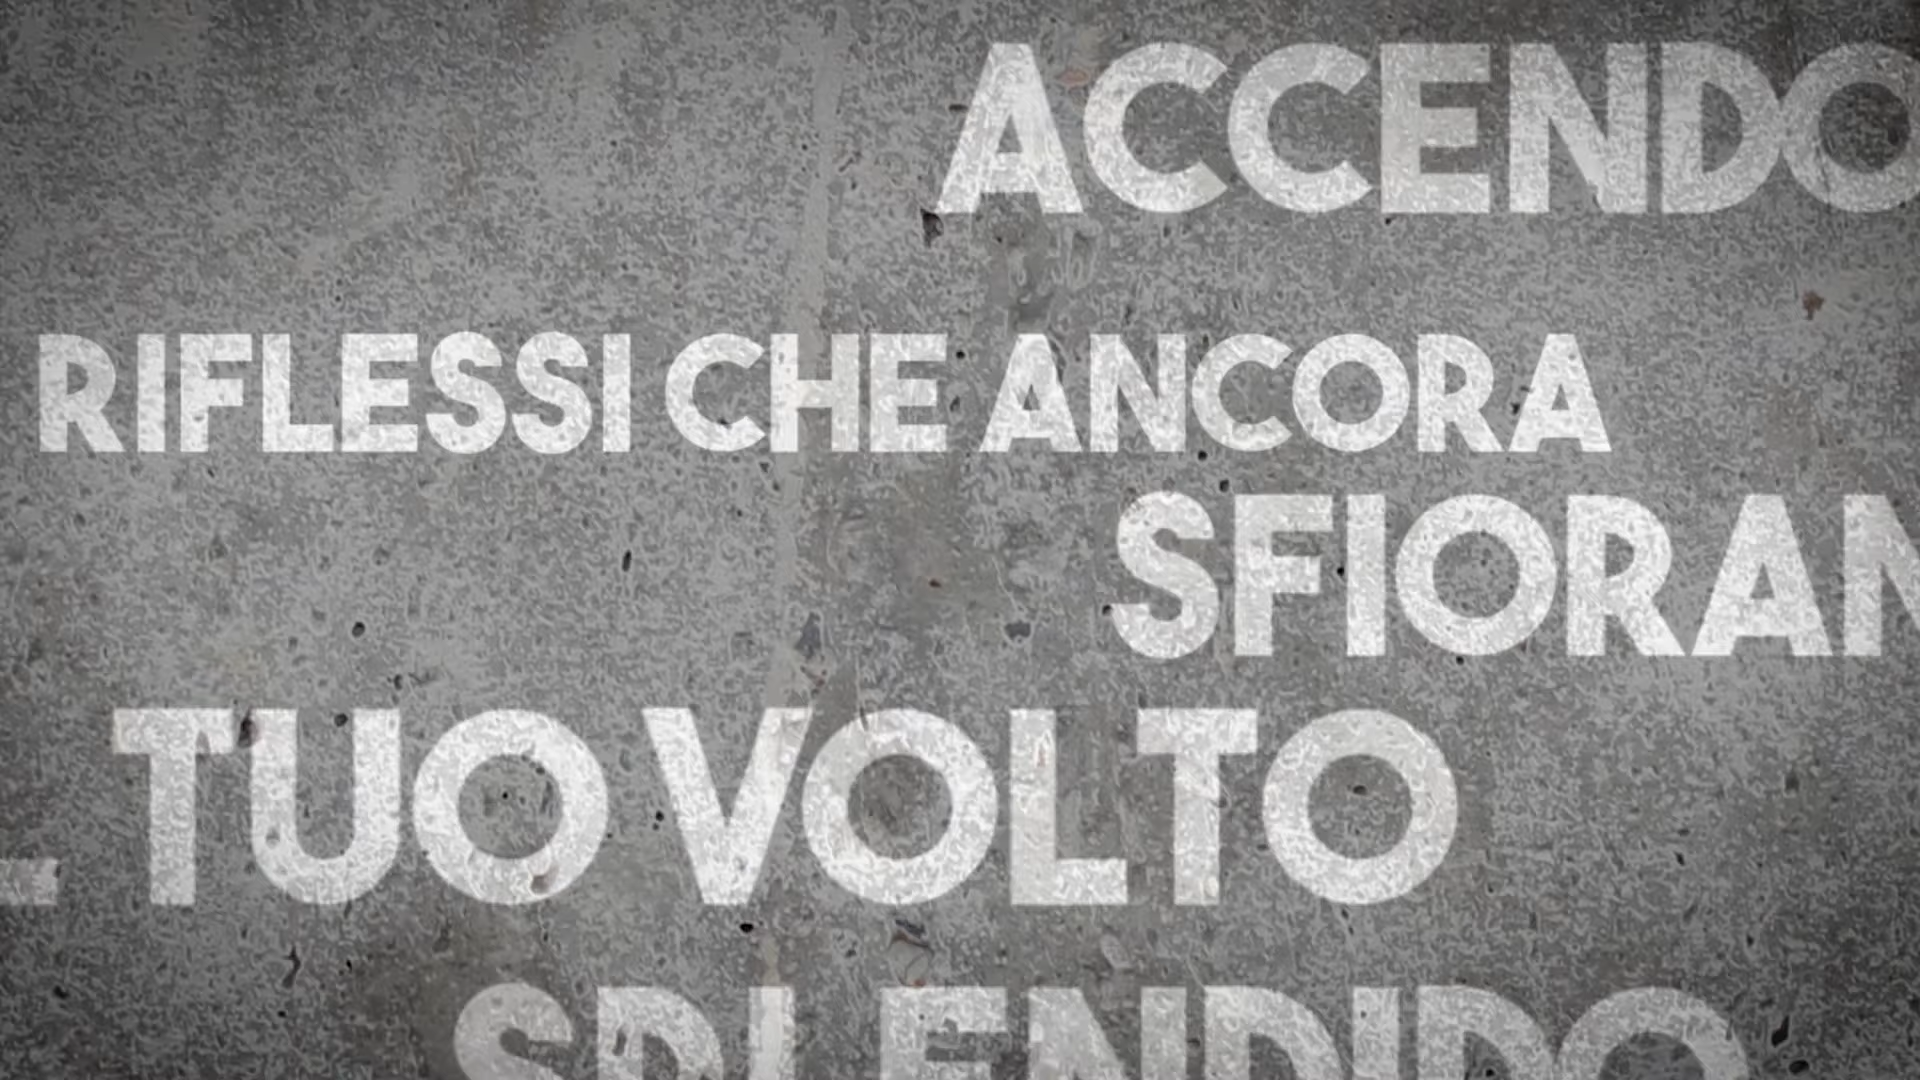 ACCENDO
RIFLESSI CHE ANCORA
SFIORAN
L TUO VOLTO
SPLENDIDO